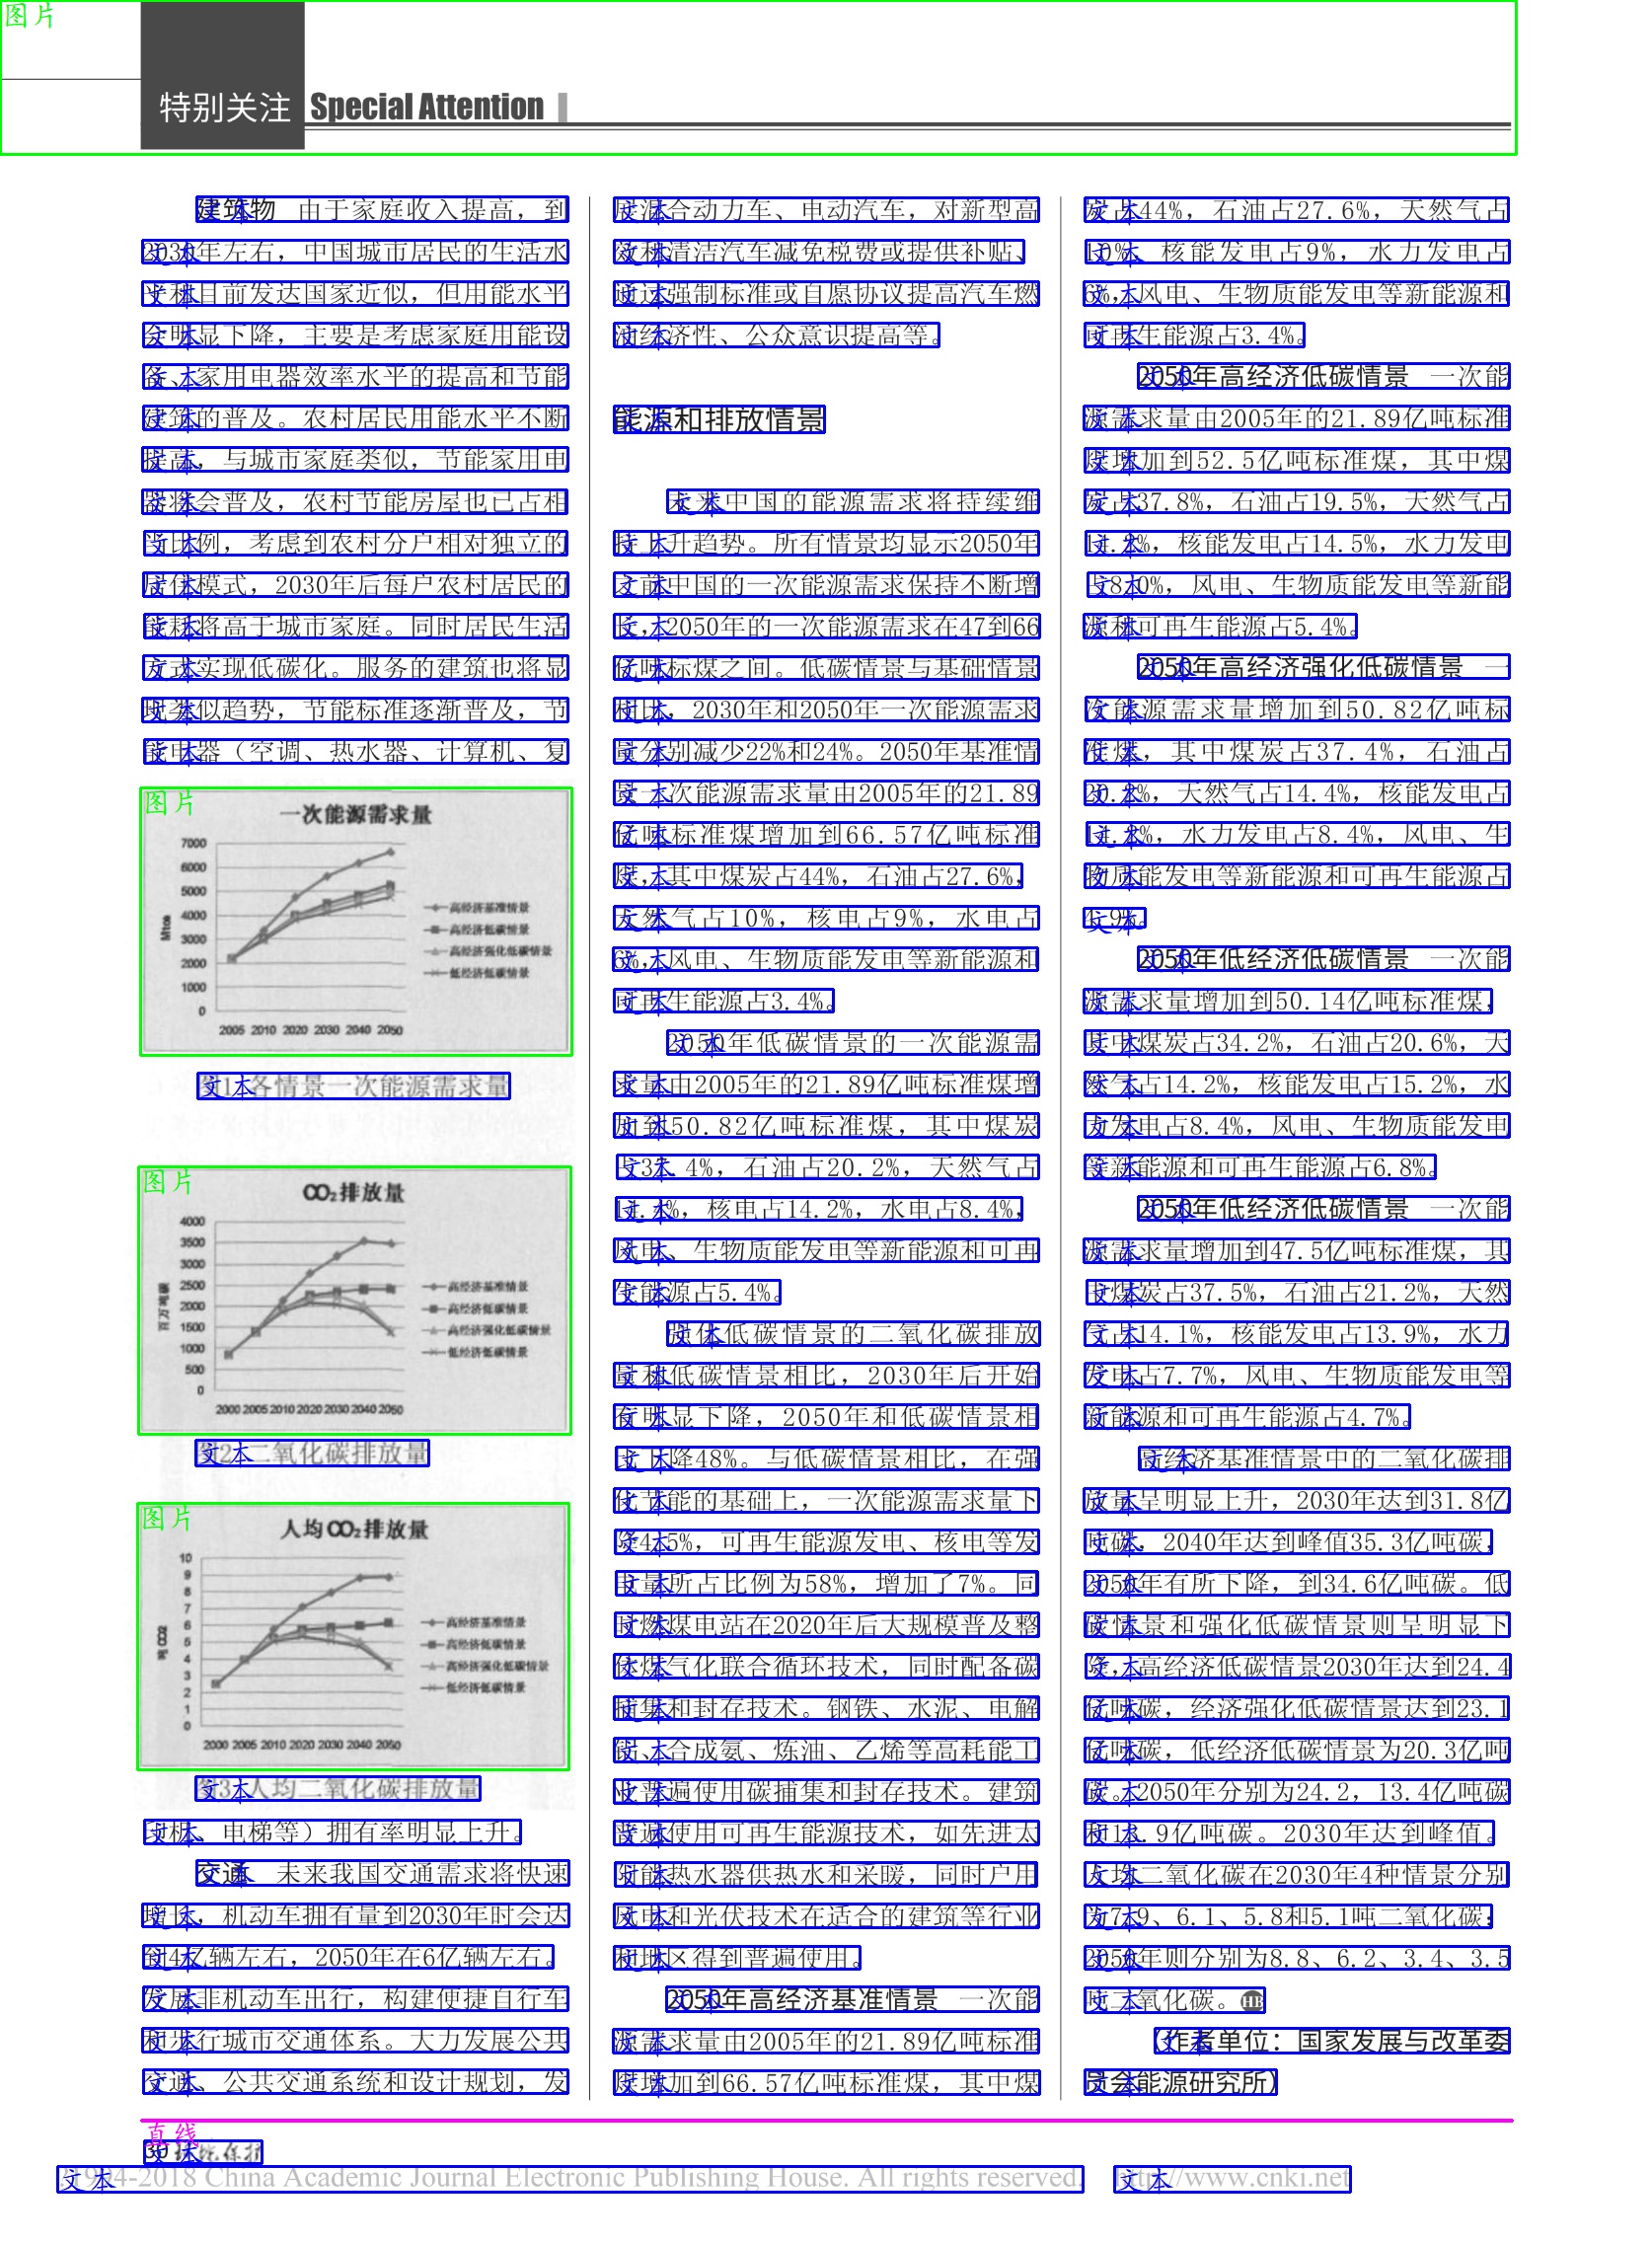 图片
特别关注 Special Attention
建筑物 由于家庭收入提高，到
2030年左右，中国城市居民的生活水
平和目前发达国家近似，但用能水平
会明显下降，主要是考虑家庭用能设
备、家用电器效率水平的提高和节能
建筑的普及。农村居民用能水平不断
提高，与城市家庭类似，节能家用电
器将会普及，农村节能房屋也已占相
当比例，考虑到农村分户相对独立的
居住模式，2030年后每户农村居民的
能耗将高于城市家庭。同时居民生活
方式实现低碳化。服务的建筑也将显
现类似趋势，节能标准逐渐普及，节
能电器（空调、热水器、计算机、复
图片
一次能源需求量
7000
6000
5000
4000
3000
2000
1000
0
Mtce
2005 2010 2020 2030 2040 2050
高经济基准情景
高经济低碳情景
高经济强化低碳情景
低经济低碳情景
图1 各情景一次能源需求量
图片
CO₂排放量
4000
3500
3000
2500
2000
1500
1000
500
0
百万吨碳
2000 2005 2010 2020 2030 2040 2050
高经济基准情景
高经济低碳情景
高经济强化低碳情景
低经济低碳情景
图2 二氧化碳排放量
图片
人均CO₂排放量
10
9
8
7
6
5
4
3
2
1
0
吨CO2
2000 2005 2010 2020 2030 2040 2050
高经济基准情景
高经济低碳情景
高经济强化低碳情景
低经济低碳情景
图3 人均二氧化碳排放量
印机、电梯等）拥有率明显上升。
交通 未来我国交通需求将快速
增长，机动车拥有量到2030年时会达
到4亿辆左右，2050年在6亿辆左右。
发展非机动车出行，构建便捷自行车
和步行城市交通体系。大力发展公共
交通、公共交通系统和设计规划，发
展混合动力车、电动汽车，对新型高
效和清洁汽车减免税费或提供补贴、
通过强制标准或自愿协议提高汽车燃
油经济性、公众意识提高等。
能源和排放情景
未来中国的能源需求将持续维
持上升趋势。所有情景均显示2050年
之前中国的一次能源需求保持不断增
长，2050年的一次能源需求在47到66
亿吨标煤之间。低碳情景与基础情景
相比，2030年和2050年一次能源需求
量分别减少22%和24%。2050年基准情
景一次能源需求量由2005年的21.89
亿吨标准煤增加到66.57亿吨标准
煤，其中煤炭占44%，石油占27.6%，
天然气占10%，核电占9%，水电占
6%，风电、生物质能发电等新能源和
可再生能源占3.4%。
2050年低碳情景的一次能源需
求量由2005年的21.89亿吨标准煤增
加到50.82亿吨标准煤，其中煤炭
占37.4%，石油占20.2%，天然气占
14.4%，核电占14.2%，水电占8.4%，
风电、生物质能发电等新能源和可再
生能源占5.4%。
强化低碳情景的二氧化碳排放
量和低碳情景相比，2030年后开始
有明显下降，2050年和低碳情景相
比下降48%。与低碳情景相比，在强
化节能的基础上，一次能源需求量下
降4.5%，可再生能源发电、核电等发
电量所占比例为58%，增加了7%。同
时燃煤电站在2020年后大规模普及整
体煤气化联合循环技术，同时配备碳
捕集和封存技术。钢铁、水泥、电解
铝、合成氨、炼油、乙烯等高耗能工
业普遍使用碳捕集和封存技术。建筑
普遍使用可再生能源技术，如先进太
阳能热水器供热水和采暖，同时户用
风电和光伏技术在适合的建筑等行业
和地区得到普遍使用。
2050年高经济基准情景 一次能
源需求量由2005年的21.89亿吨标准
煤增加到66.57亿吨标准煤，其中煤
炭占44%，石油占27.6%，天然气占
10%，核能发电占9%，水力发电占
6%，风电、生物质能发电等新能源和
可再生能源占3.4%。
2050年高经济低碳情景 一次能
源需求量由2005年的21.89亿吨标准
煤增加到52.5亿吨标准煤，其中煤
炭占37.8%，石油占19.5%，天然气占
14.2%，核能发电占14.5%，水力发电
占8.0%，风电、生物质能发电等新能
源和可再生能源占5.4%。
2050年高经济强化低碳情景 一
次能源需求量增加到50.82亿吨标
准煤，其中煤炭占37.4%，石油占
20.2%，天然气占14.4%，核能发电占
14.2%，水力发电占8.4%，风电、生
物质能发电等新能源和可再生能源占
4.9%。
2050年低经济低碳情景 一次能
源需求量增加到50.14亿吨标准煤，
其中煤炭占34.2%，石油占20.6%，天
然气占14.2%，核能发电占15.2%，水
力发电占8.4%，风电、生物质能发电
等新能源和可再生能源占6.8%。
2050年低经济低碳情景 一次能
源需求量增加到47.5亿吨标准煤，其
中煤炭占37.5%，石油占21.2%，天然
气占14.1%，核能发电占13.9%，水力
发电占7.7%，风电、生物质能发电等
新能源和可再生能源占4.7%。
高经济基准情景中的二氧化碳排
放量呈明显上升，2030年达到31.8亿
吨碳，2040年达到峰值35.3亿吨碳，
2050年有所下降，到34.6亿吨碳。低
碳情景和强化低碳情景则呈明显下
降，高经济低碳情景2030年达到24.4
亿吨碳，经济强化低碳情景达到23.1
亿吨碳，低经济低碳情景为20.3亿吨
碳。2050年分别为24.2，13.4亿吨碳
和13.9亿吨碳。2030年达到峰值。
人均二氧化碳在2030年4种情景分别
为7.9、6.1、5.8和5.1吨二氧化碳；
2050年则分别为8.8、6.2、3.4、3.5
吨二氧化碳。
（作者单位：国家发展与改革委
员会能源研究所）
直线
30
1994-2018 China Academic Journal Electronic Publishing House. All rights reserved. http://www.cnki.net